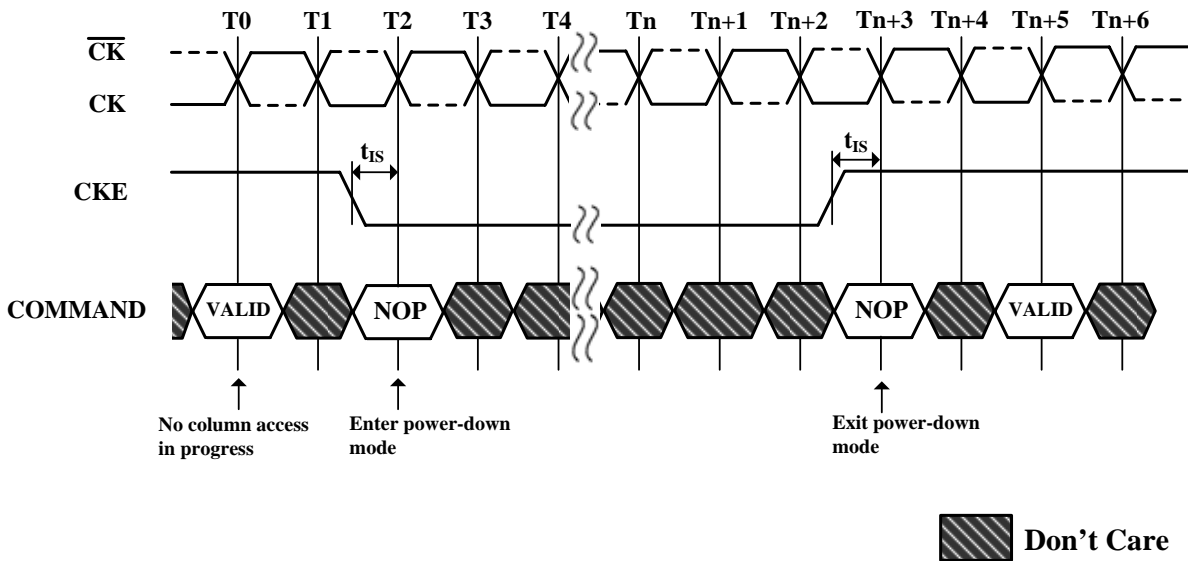 T0 T1 T2 T3 T4 Tn Tn+1 Tn+2 Tn+3 Tn+4 Tn+5 Tn+6
CK
CK
tIS tIS
CKE
COMMAND VALID NOP NOP VALID
No column access
in progress
Enter power-down
mode
Exit power-down
mode
Don't Care